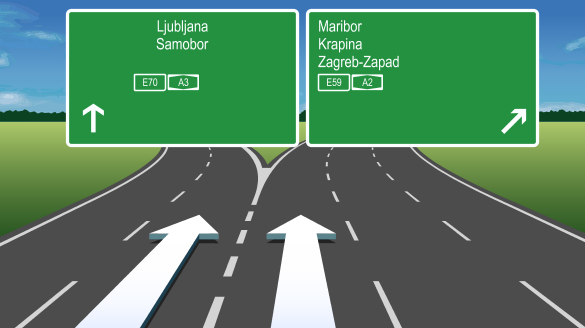 Ljubljana
Samobor
E70 A3
Maribor
Krapina
Zagreb-Zapad
E59 A2